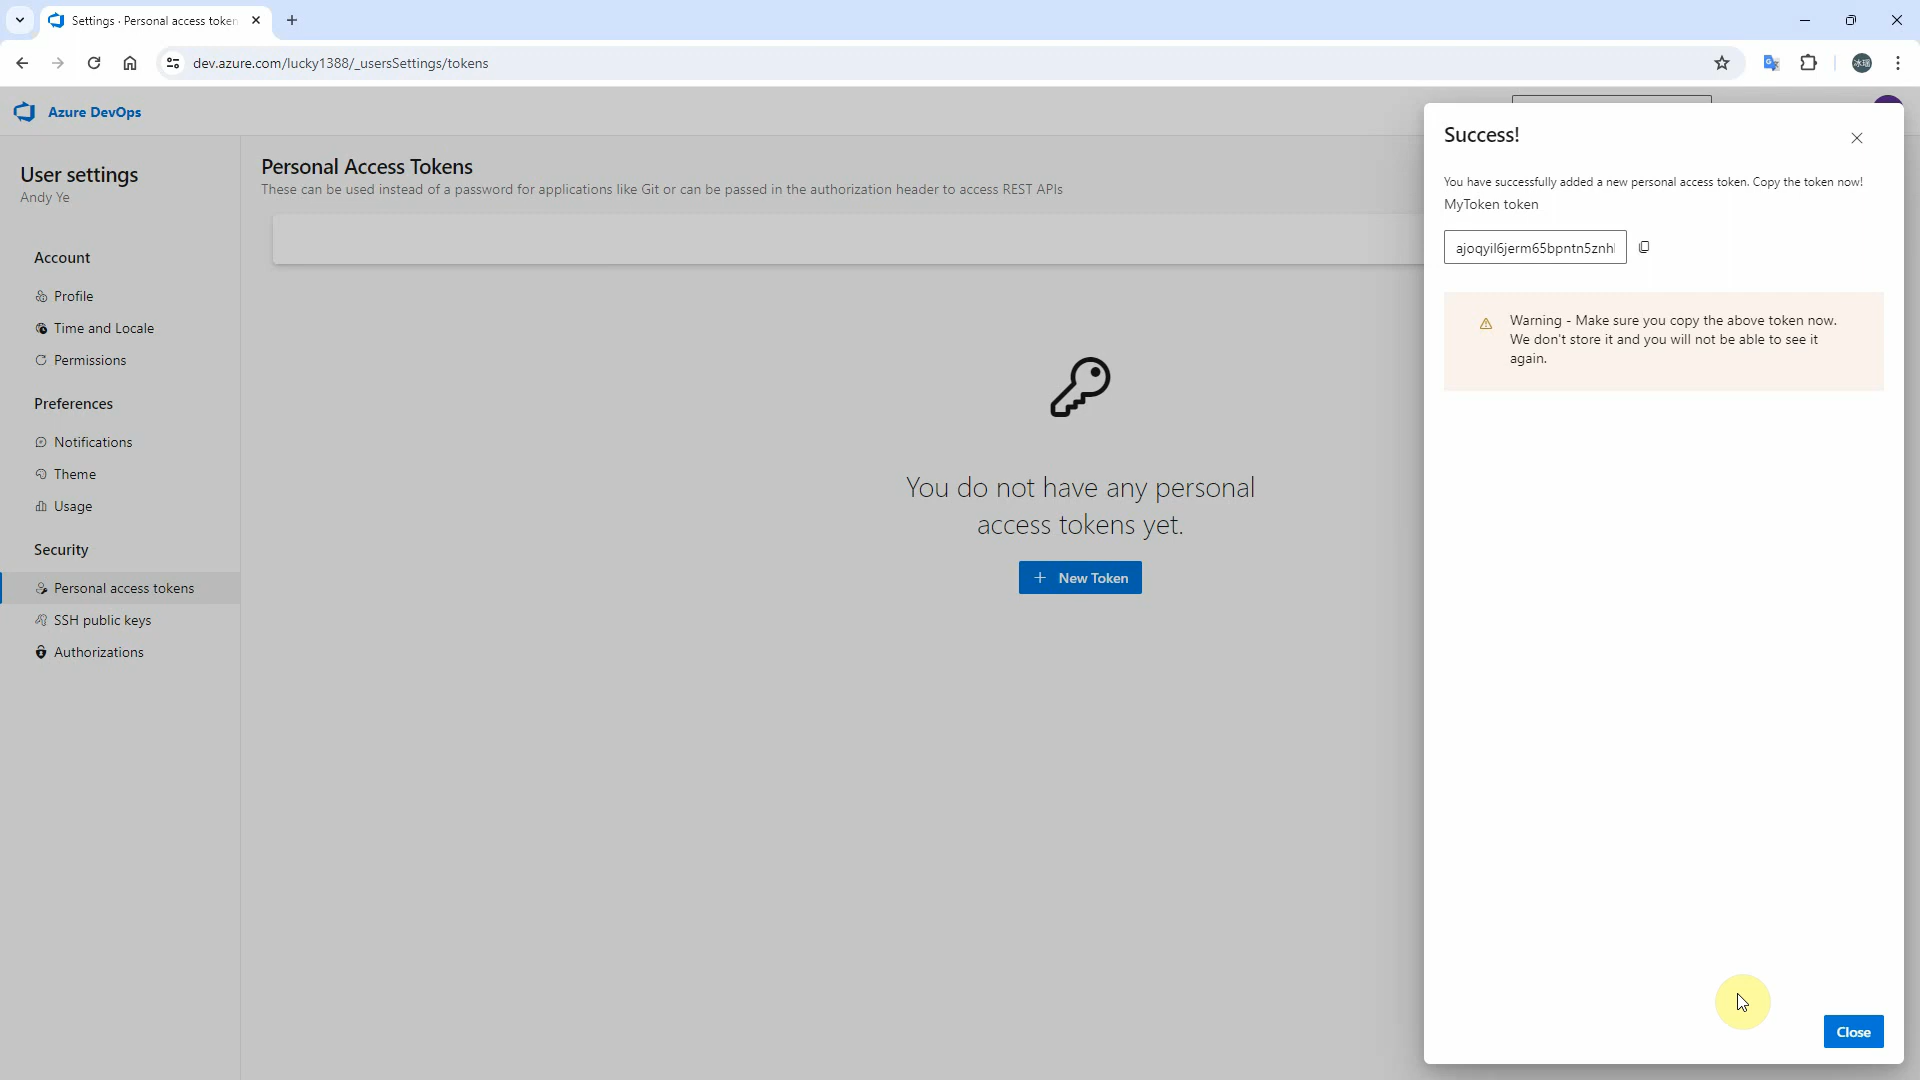 Settings · Personal access token
dev.azure.com/lucky1388/_usersSettings/tokens
冰瑶
Azure DevOps
User settings
Andy Ye
Account
Profile
Time and Locale
Permissions
Preferences
Notifications
Theme
Usage
Security
Personal access tokens
SSH public keys
Authorizations
Personal Access Tokens
These can be used instead of a password for applications like Git or can be passed in the authorization header to access REST APIs
You do not have any personal
access tokens yet.
New Token
Success!
You have successfully added a new personal access token. Copy the token now!
MyToken token
ajoqyil6jerm65bpntn5znhl
Warning - Make sure you copy the above token now.
We don't store it and you will not be able to see it
again.
Close